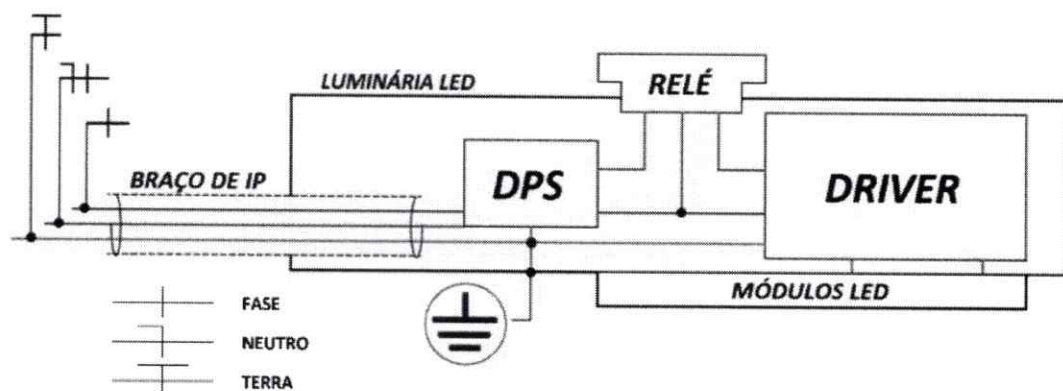 LUMINÁRIA LED
RELÉ
BRAÇO DE IP
DPS
DRIVER
MÓDULOS LED
FASE
NEUTRO
TERRA